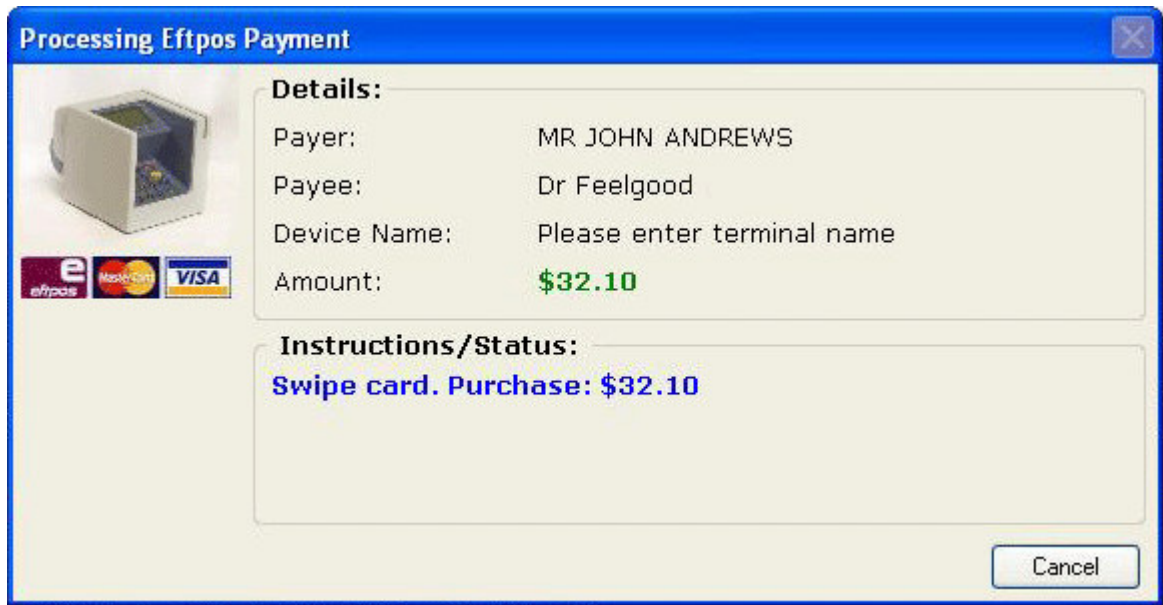 Processing Eftpos Payment
Details:
Payer: MR JOHN ANDREWS
Payee: Dr Feelgood
Device Name: Please enter terminal name
Amount: $32.10
e
eftpos MasterCard VISA
Instructions/Status:
Swipe card. Purchase: $32.10
Cancel